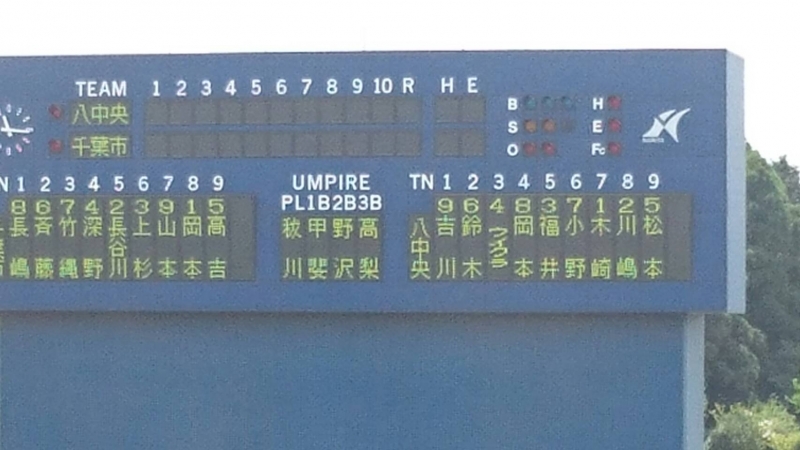 TEAM 1 2 3 4 5 6 7 8 9 10 R H E
八中央
千葉市
B H
S E
O Fc
N 1 2 3 4 5 6 7 8 9
8 6 7 4 2 3 9 1 5
長嶋 斉藤 竹縄 深野 長谷川 上杉 山本 岡本 高吉
UMPIRE
PL1B2B3B
秡川 甲斐 野沢 高梨
TN 1 2 3 4 5 6 7 8 9
八中央
9 6 4 8 3 7 1 2 5
吉川 鈴木 岡本 福井 小野 木崎 川嶋 松本